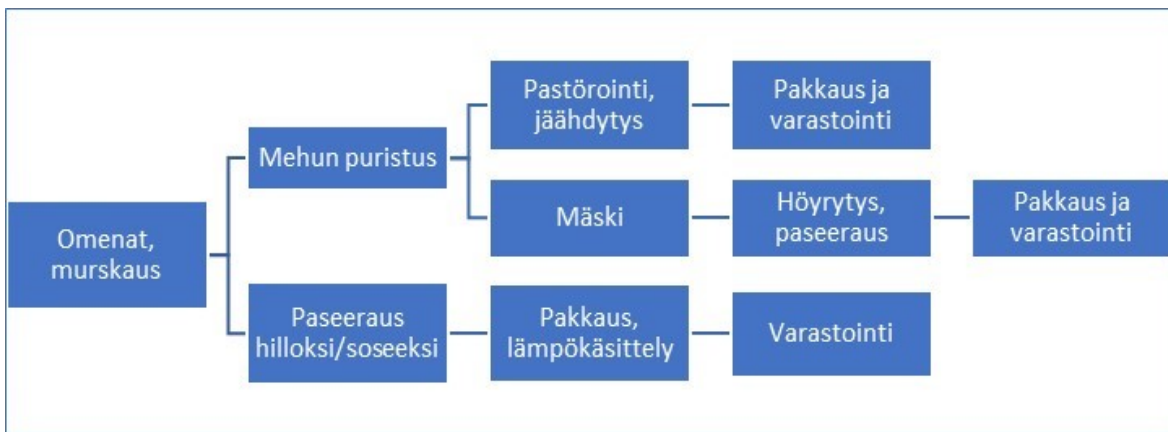 Omenat,
murskaus
Mehun puristus
Pastörointi,
jäähdytys
Pakkaus ja
varastointi
Mäski
Höyrytys,
paseeraus
Pakkaus ja
varastointi
Paseeraus
hilloksi/soseeksi
Pakkaus,
lämpökäsittely
Varastointi